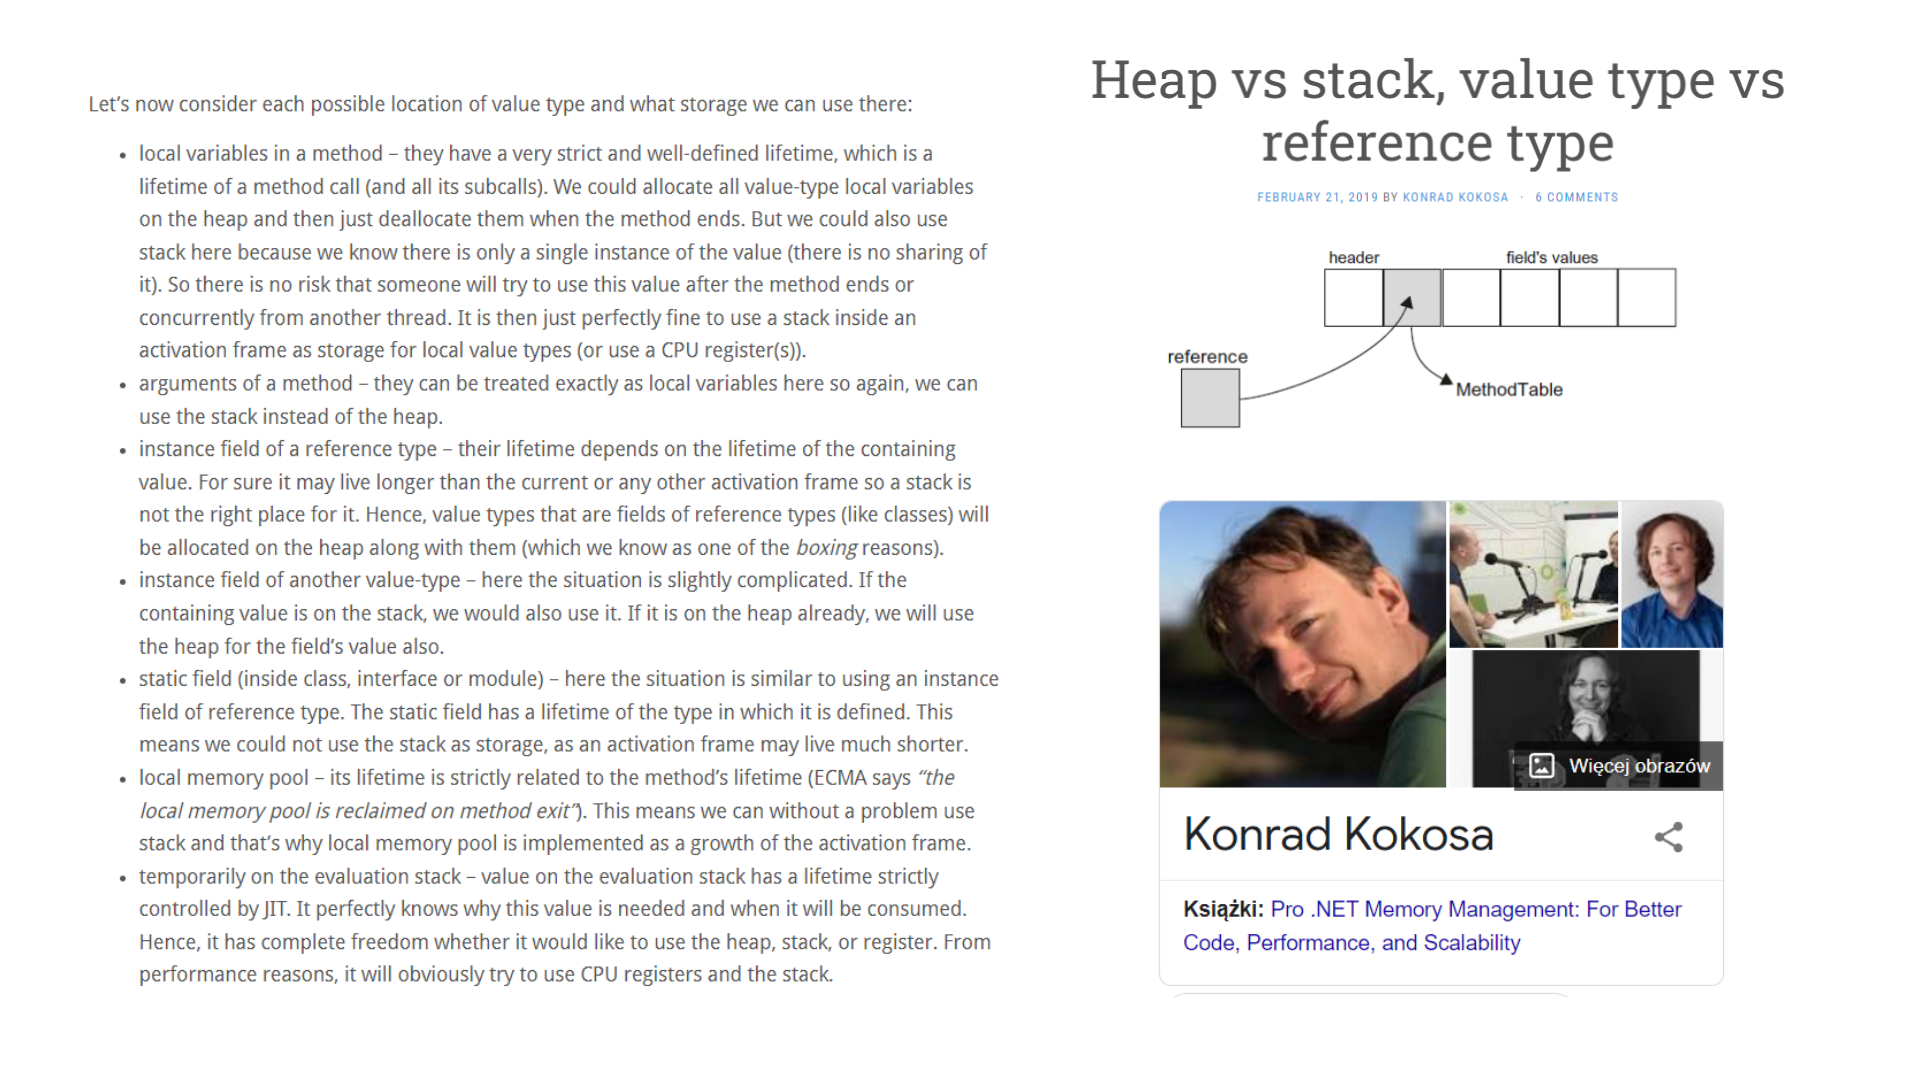 Let’s now consider each possible location of value type and what storage we can use there:
• local variables in a method – they have a very strict and well-defined lifetime, which is a
lifetime of a method call (and all its subcalls). We could allocate all value-type local variables
on the heap and then just deallocate them when the method ends. But we could also use
stack here because we know there is only a single instance of the value (there is no sharing of
it). So there is no risk that someone will try to use this value after the method ends or
concurrently from another thread. It is then just perfectly fine to use a stack inside an
activation frame as storage for local value types (or use a CPU register(s)).
• arguments of a method – they can be treated exactly as local variables here so again, we can
use the stack instead of the heap.
• instance field of a reference type – their lifetime depends on the lifetime of the containing
value. For sure it may live longer than the current or any other activation frame so a stack is
not the right place for it. Hence, value types that are fields of reference types (like classes) will
be allocated on the heap along with them (which we know as one of the boxing reasons).
• instance field of another value-type – here the situation is slightly complicated. If the
containing value is on the stack, we would also use it. If it is on the heap already, we will use
the heap for the field’s value also.
• static field (inside class, interface or module) – here the situation is similar to using an instance
field of reference type. The static field has a lifetime of the type in which it is defined. This
means we could not use the stack as storage, as an activation frame may live much shorter.
• local memory pool – its lifetime is strictly related to the method’s lifetime (ECMA says “the
local memory pool is reclaimed on method exit”). This means we can without a problem use
stack and that’s why local memory pool is implemented as a growth of the activation frame.
• temporarily on the evaluation stack – value on the evaluation stack has a lifetime strictly
controlled by JIT. It perfectly knows why this value is needed and when it will be consumed.
Hence, it has complete freedom whether it would like to use the heap, stack, or register. From
performance reasons, it will obviously try to use CPU registers and the stack.
Heap vs stack, value type vs
reference type
FEBRUARY 21, 2019 BY KONRAD KOKOSA · 6 COMMENTS
header
field's values
reference
MethodTable
Więcej obrazów
Konrad Kokosa
Książki: Pro .NET Memory Management: For Better
Code, Performance, and Scalability